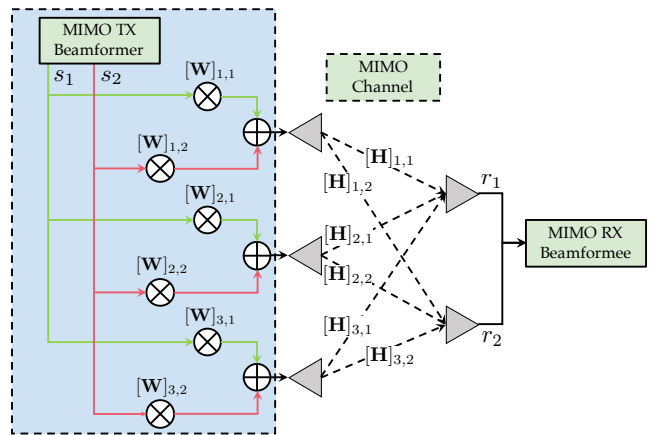 MIMO TX
Beamformer
s₁
s₂
[W]₁,₁
[W]₁,₂
[W]₂,₁
[W]₂,₂
[W]₃,₁
[W]₃,₂
MIMO
Channel
[H]₁,₁
[H]₁,₂
[H]₂,₁
[H]₂,₂
[H]₃,₁
[H]₃,₂
r₁
r₂
MIMO RX
Beamformee